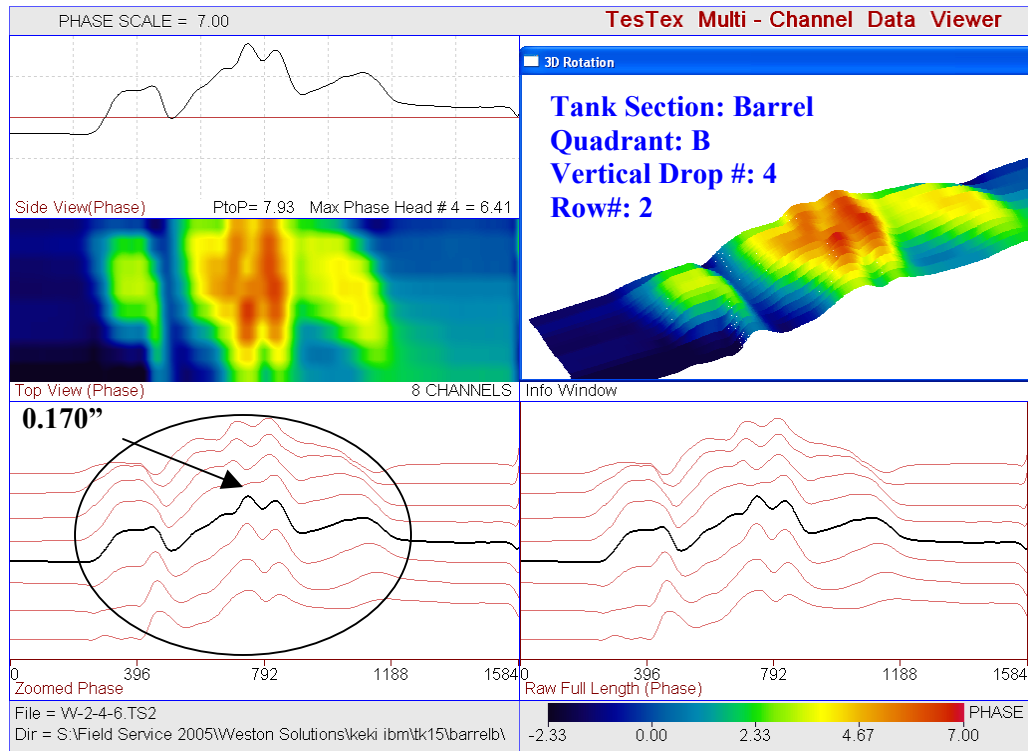 PHASE SCALE = 7.00
TesTex Multi - Channel Data Viewer
3D Rotation
Tank Section: Barrel
Quadrant: B
Vertical Drop #: 4
Row#: 2
Side View(Phase) PtoP= 7.93 Max Phase Head # 4 = 6.41
Top View (Phase) 8 CHANNELS
Info Window
0.170”
0 396 792 1188 1584
Zoomed Phase
0 396 792 1188 1584
Raw Full Length (Phase)
File = W-2-4-6.TS2
Dir = S:\Field Service 2005\Weston Solutions\keki ibm\tk15\barrelb\
PHASE
-2.33 0.00 2.33 4.67 7.00